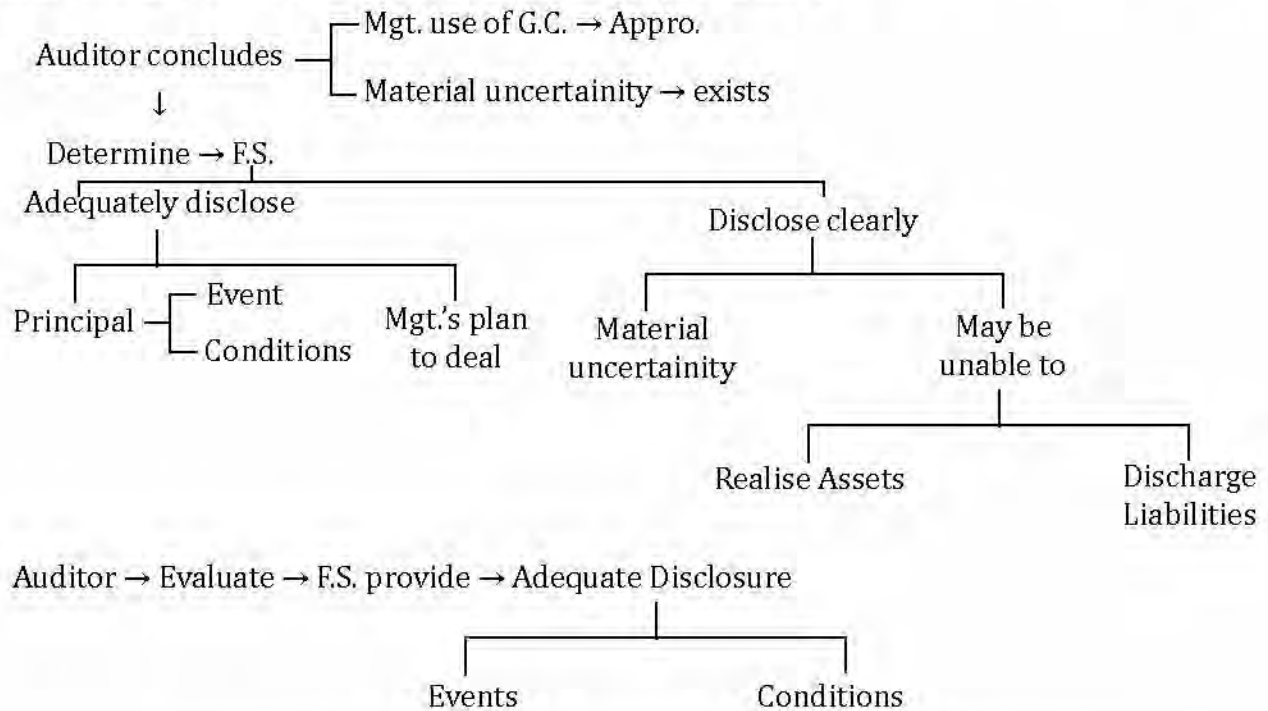 Mgt. use of G.C. → Appro.
Auditor concludes
Material uncertainity → exists
↓
Determine → F.S.
Adequately disclose
Disclose clearly
Event
Principal
Conditions
Mgt.'s plan
to deal
Material
uncertainity
May be
unable to
Realise Assets
Discharge
Liabilities
Auditor → Evaluate → F.S. provide → Adequate Disclosure
Events
Conditions